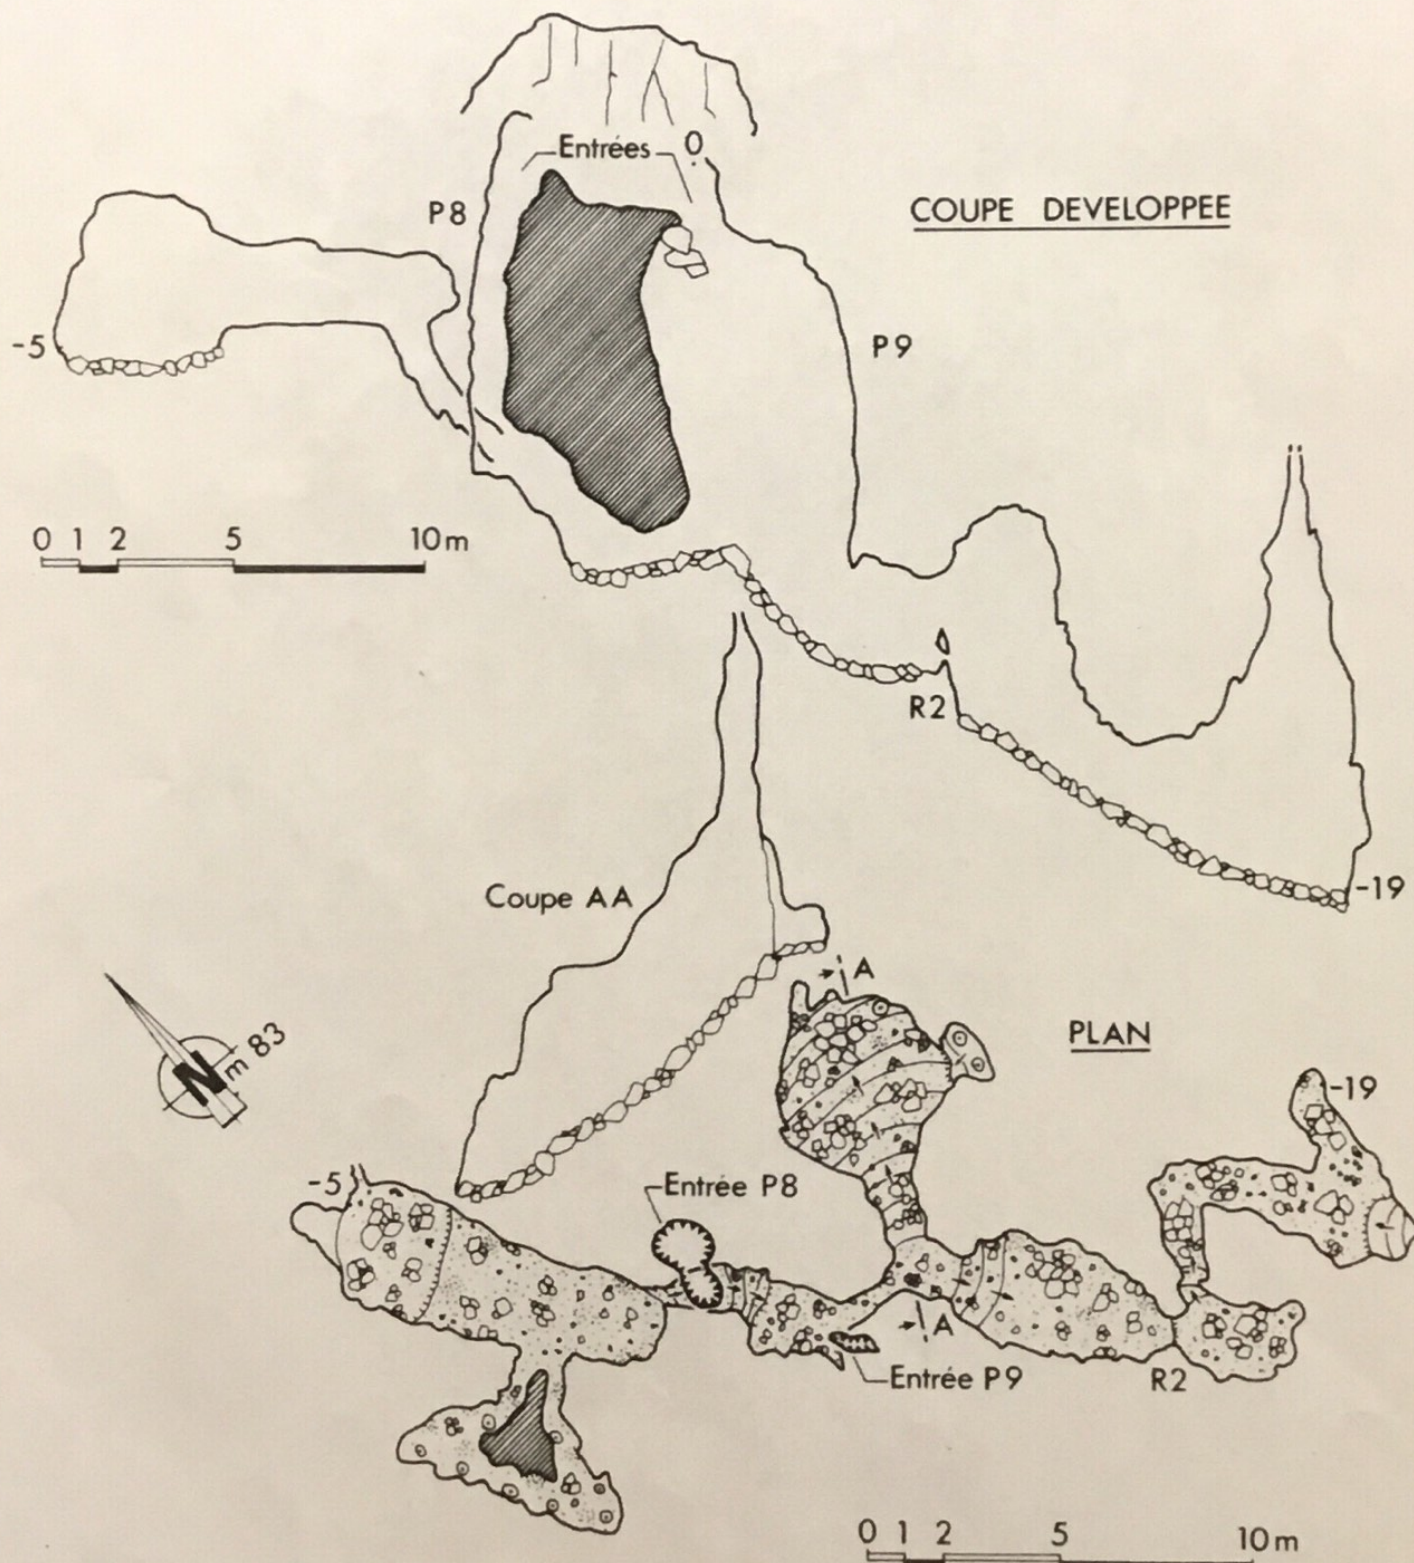 Entrées 0
P8
COUPE DEVELOPPEE
-5
P9
0 1 2 5 10m
R2
-19
Coupe AA
A
PLAN
N m 83
-19
-5
Entrée P8
A
Entrée P9
R2
0 1 2 5 10m